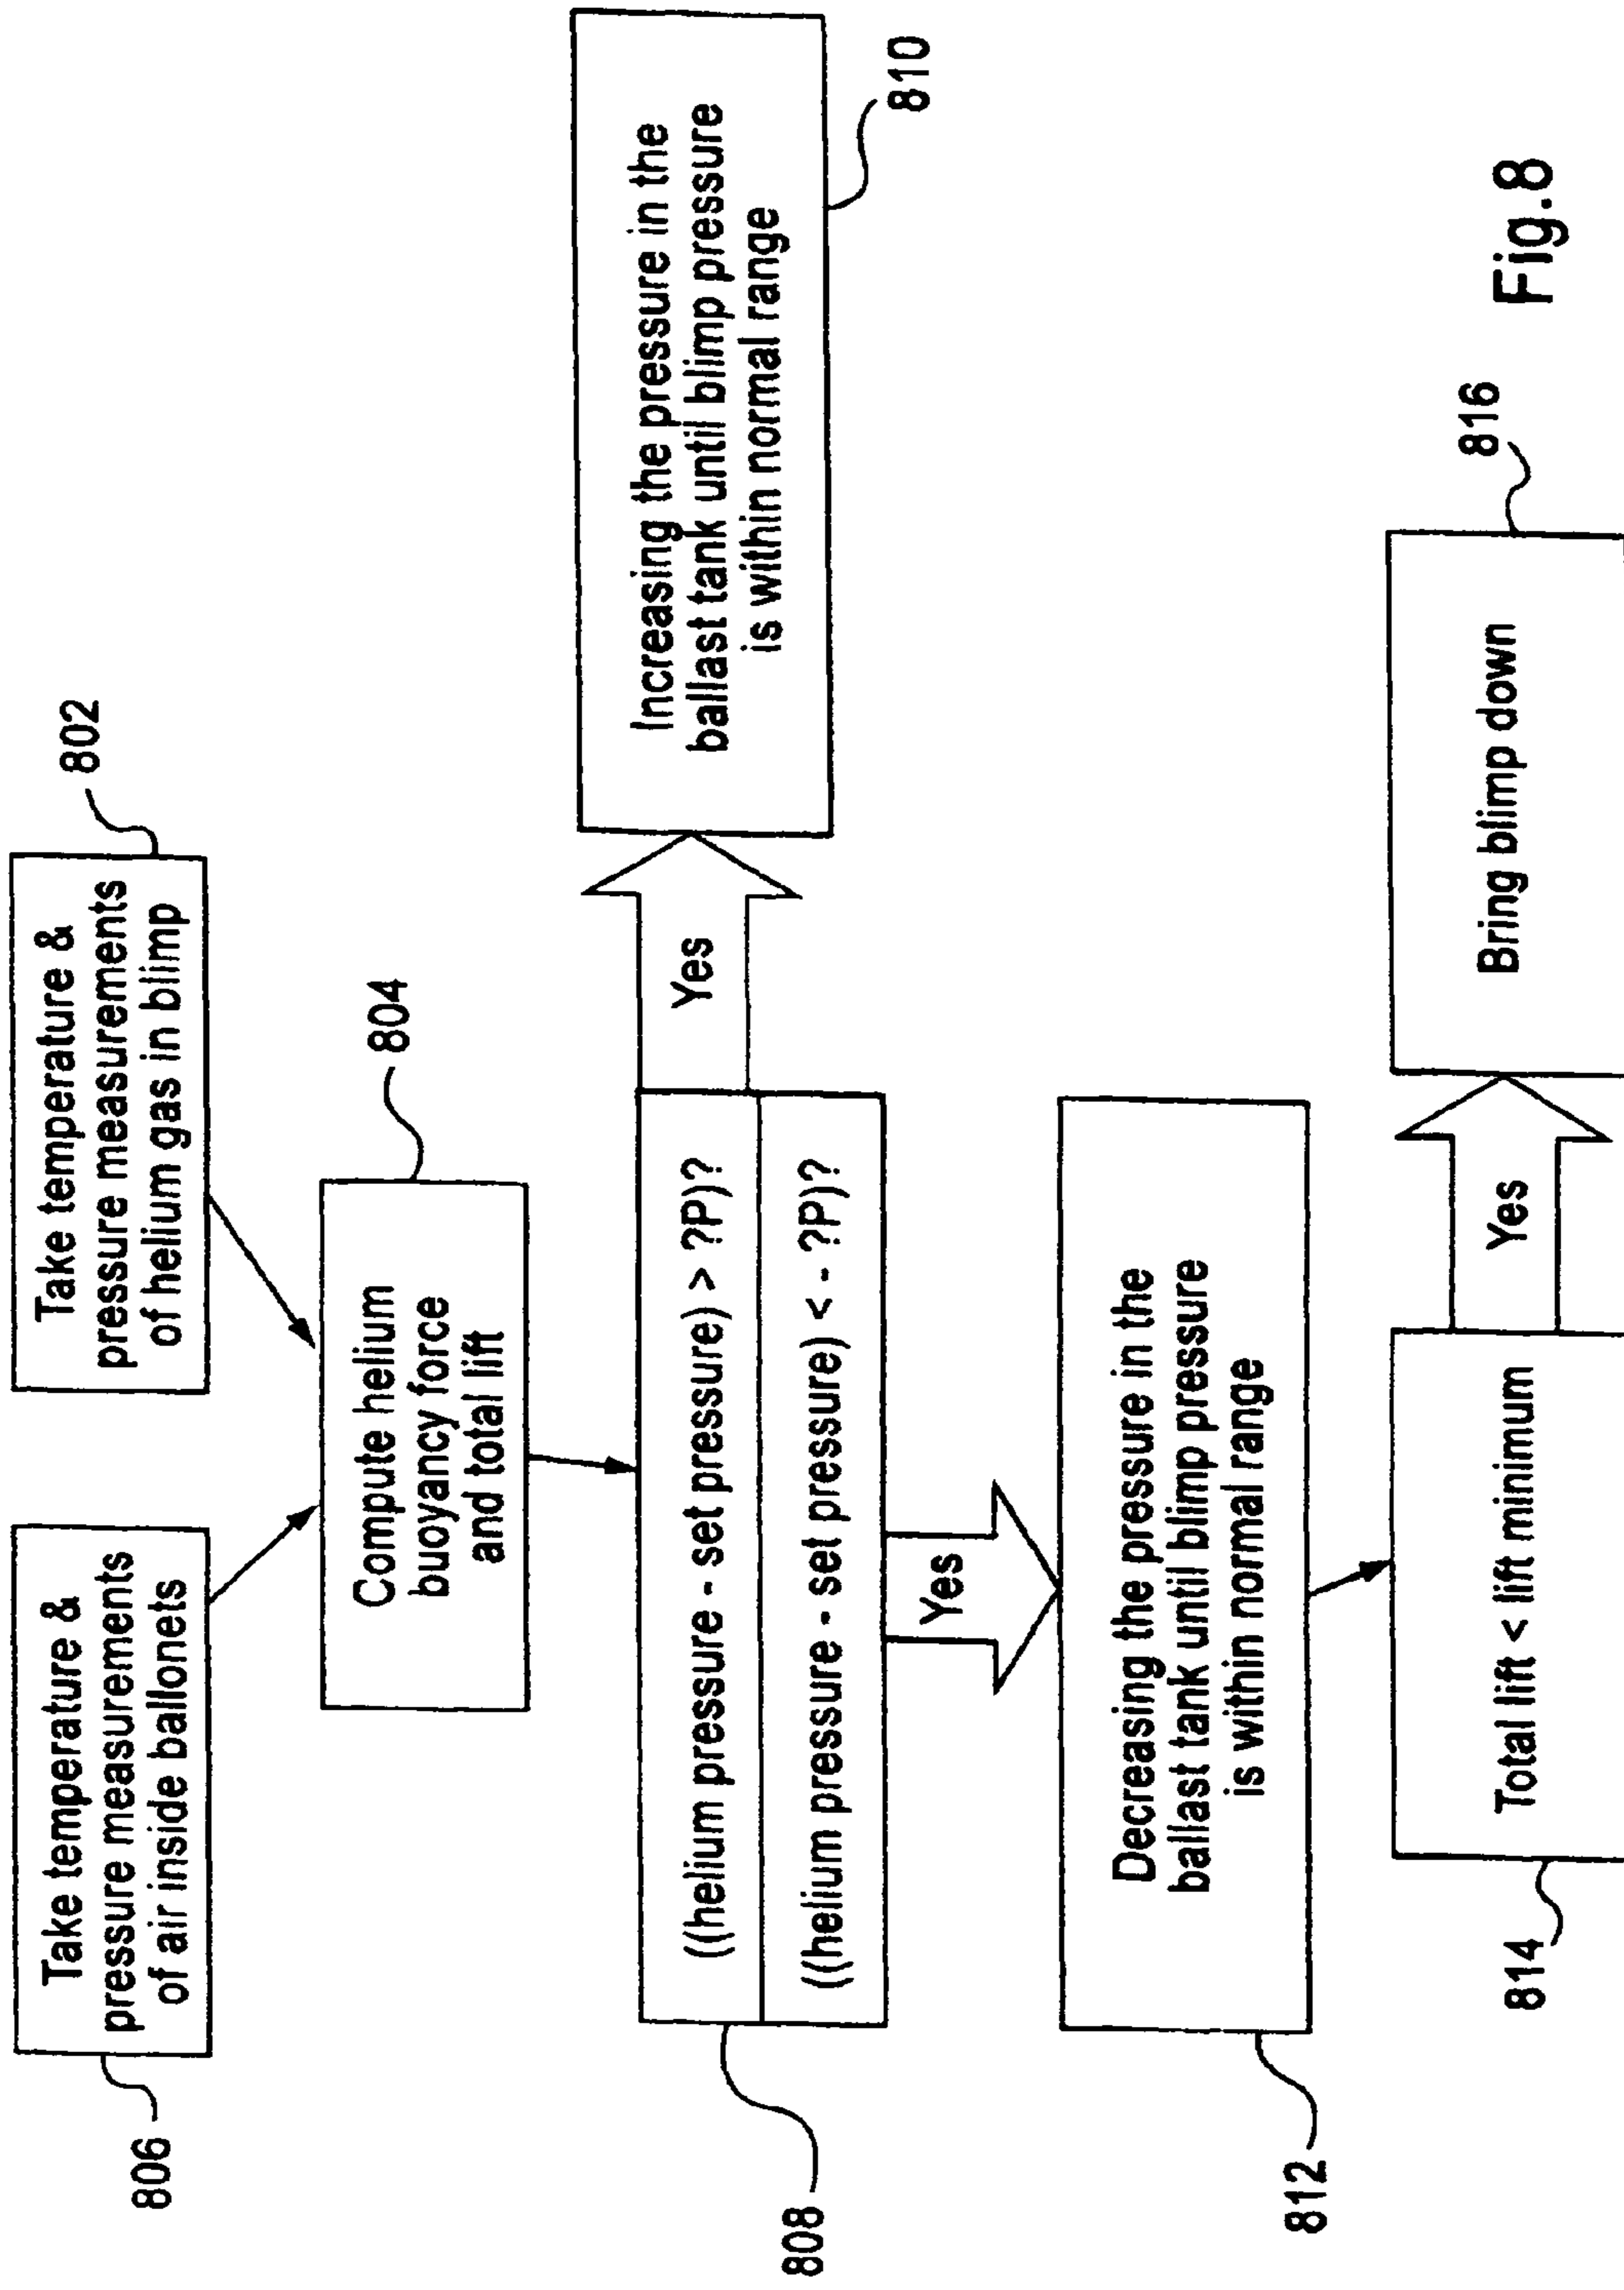 Take temperature &
pressure measurements
of air inside ballonets
806
Take temperature &
pressure measurements
of helium gas in blimp
802
Compute helium
buoyancy force
and total lift
804
((helium pressure - set pressure) > ?P)?
((helium pressure - set pressure) < - ?P)?
808
Yes
Increasing the pressure in the
ballast tank until blimp pressure
is within normal range
810
Yes
Decreasing the pressure in the
ballast tank until blimp pressure
is within normal range
812
Total lift < lift minimum
814
Yes
Bring blimp down
816
Fig.8